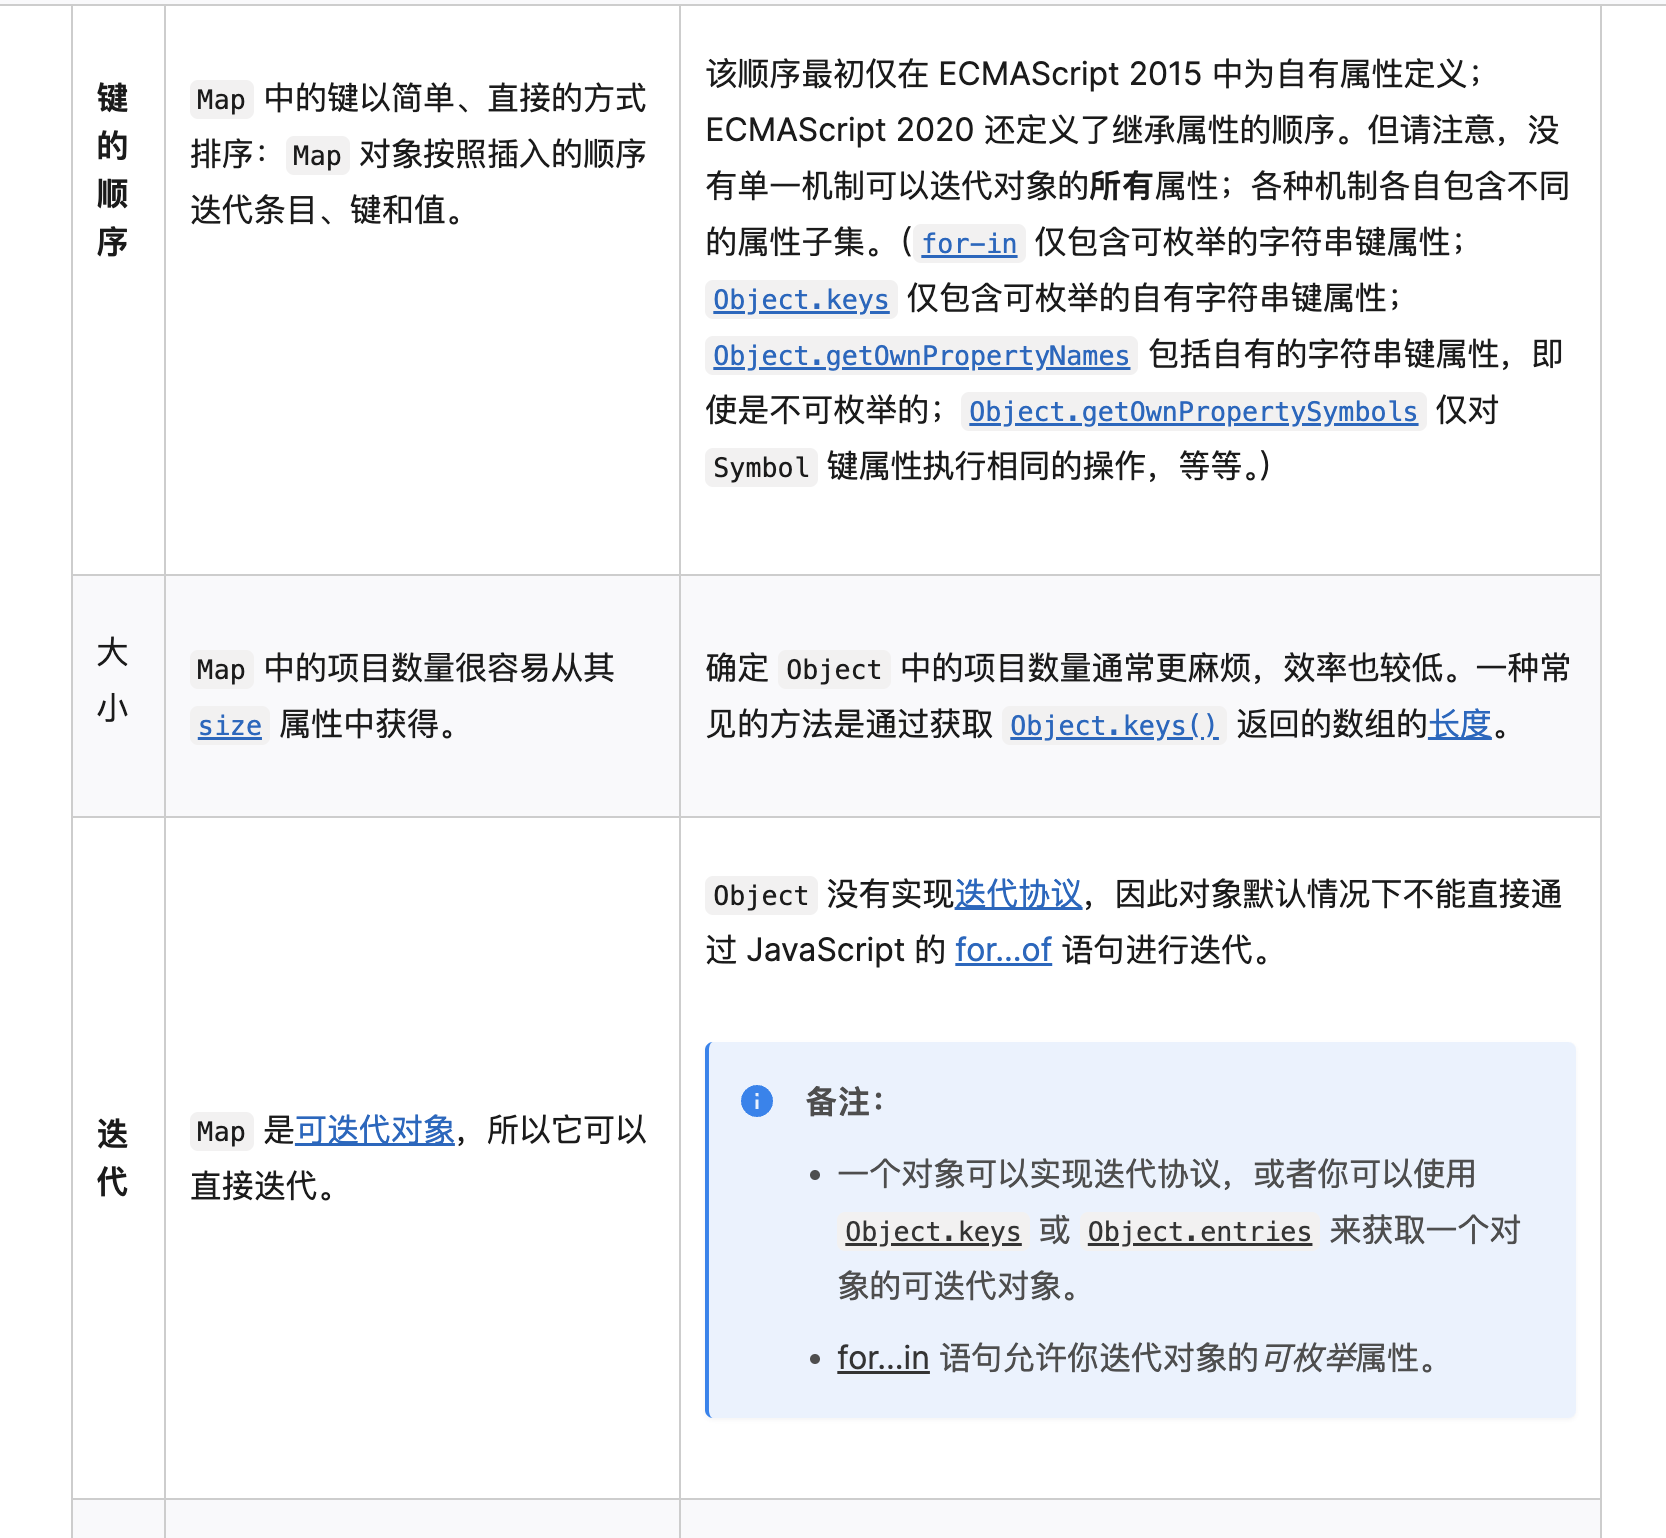 键
的
顺
序
Map 中的键以简单、直接的方式
排序：Map 对象按照插入的顺序
迭代条目、键和值。
该顺序最初仅在 ECMAScript 2015 中为自有属性定义；
ECMAScript 2020 还定义了继承属性的顺序。但请注意，没
有单一机制可以迭代对象的所有属性；各种机制各自包含不同
的属性子集。（for-in 仅包含可枚举的字符串键属性；
Object.keys 仅包含可枚举的自有字符串键属性；
Object.getOwnPropertyNames 包括自有的字符串键属性，即
使是不可枚举的；Object.getOwnPropertySymbols 仅对
Symbol 键属性执行相同的操作，等等。）
大
小
Map 中的项目数量很容易从其
size 属性中获得。
确定 Object 中的项目数量通常更麻烦，效率也较低。一种常
见的方法是通过获取 Object.keys() 返回的数组的长度。
迭
代
Map 是可迭代对象，所以它可以
直接迭代。
Object 没有实现迭代协议，因此对象默认情况下不能直接通
过 JavaScript 的 for...of 语句进行迭代。
备注：
• 一个对象可以实现迭代协议，或者你可以使用
Object.keys 或 Object.entries 来获取一个对
象的可迭代对象。
• for...in 语句允许你迭代对象的可枚举属性。